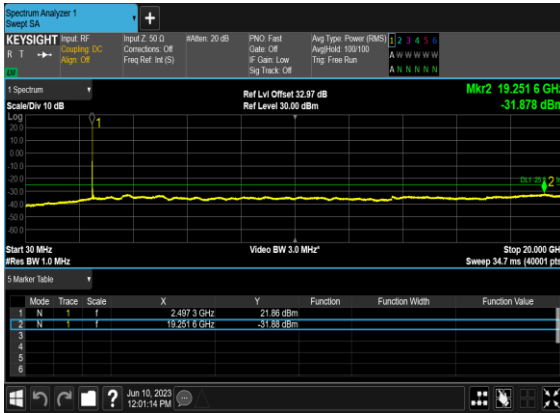 Spectrum Analyzer 1
Swept SA
+
KEYSIGHT Input: RF Input Z: 50 Ω #Atten: 20 dB PNO: Fast Avg Type: Power (RMS) 1 2 3 4 5 6
R T Coupling: DC Corrections: Off Gate: Off Avg|Hold: 100/100 A W W W W W
Align: Off Freq Ref: Int (S) IF Gain: Low Trig: Free Run
Sig Track: Off A N N N N N
1 Spectrum Ref Lvl Offset 32.97 dB Mkr2 19.251 6 GHz
Scale/Div 10 dB Ref Level 30.00 dBm -31.878 dBm
Log
1
20.0
10.0
0.00
-10.0
-20.0
DL1 -25.0
2
-30.0
-40.0
-50.0
-60.0
Start 30 MHz Video BW 3.0 MHz* Stop 20.000 GHz
#Res BW 1.0 MHz Sweep 34.7 ms (40001 pts)
5 Marker Table
Mode Trace Scale X Y Function Function Width Function Value
1 N 1 f 2.497 3 GHz 21.86 dBm
2 N 1 f 19.251 6 GHz -31.88 dBm
3
4
5
6
? Jun 10, 2023
12:01:14 PM